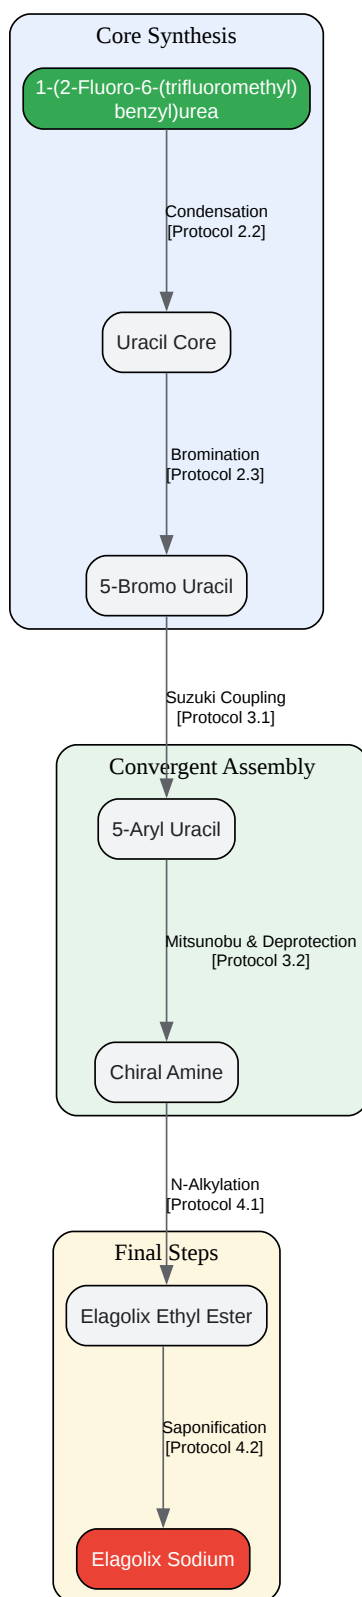 Core Synthesis
1-(2-Fluoro-6-(trifluoromethyl)
benzyl)urea
Condensation
[Protocol 2.2]
Uracil Core
Bromination
[Protocol 2.3]
5-Bromo Uracil
Suzuki Coupling
[Protocol 3.1]
Convergent Assembly
5-Aryl Uracil
Mitsunobu & Deprotection
[Protocol 3.2]
Chiral Amine
N-Alkylation
[Protocol 4.1]
Final Steps
Elagolix Ethyl Ester
Saponification
[Protocol 4.2]
Elagolix Sodium